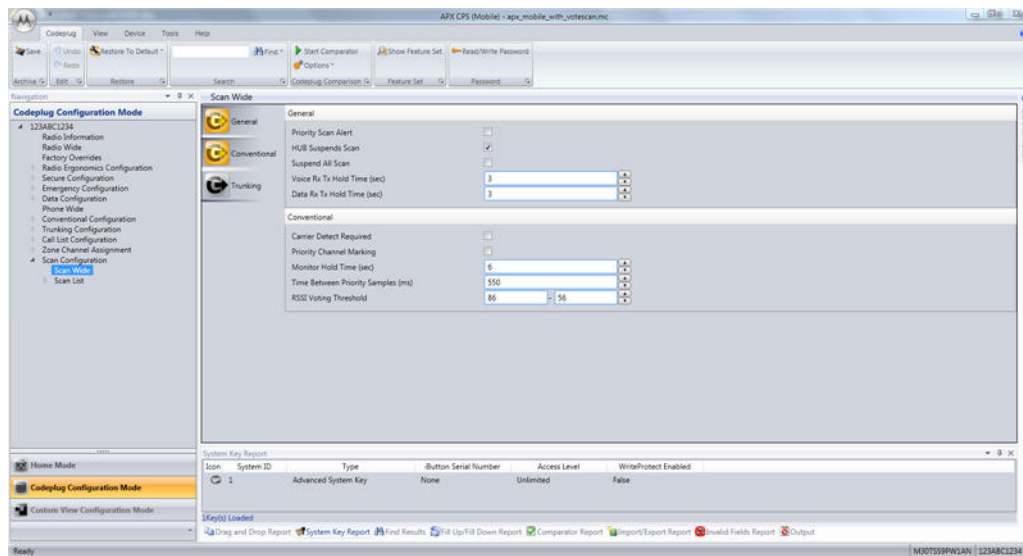 APX CPS (Mobile) - apx_mobile_with_votescan.mc
Codeplug View Device Tools Help
Save Undo Restore To Default Find Start Comparator Show Feature Set Read/Write Password
Redo Options
Archive Edit Restore Search Codeplug Comparison Feature Set Password
Navigation
Scan Wide
Codeplug Configuration Mode
123ABC1234
Radio Information
Radio Wide
Factory Overrides
Radio Ergonomics Configuration
Secure Configuration
Emergency Configuration
Data Configuration
Phone Wide
Conventional Configuration
Trunking Configuration
Call List Configuration
Zone Channel Assignment
Scan Configuration
Scan Wide
Scan List
General
Conventional
Trunking
General
Priority Scan Alert
HUB Suspends Scan
Suspend All Scan
Voice Rx Tx Hold Time (sec) 3
Data Rx Tx Hold Time (sec) 3
Conventional
Carrier Detect Required
Priority Channel Marking
Monitor Hold Time (sec) 6
Time Between Priority Samples (ms) 550
RSSI Voting Threshold 86 - 56
Home Mode
Codeplug Configuration Mode
Custom View Configuration Mode
System Key Report
Icon System ID Type iButton Serial Number Access Level WriteProtect Enabled
1 Advanced System Key None Unlimited False
1Key(s) Loaded
Drag and Drop Report System Key Report Find Results Fill Up/Fill Down Report Comparator Report Import/Export Report Invalid Fields Report Output
Ready M30TSS9PW1AN 123ABC1234